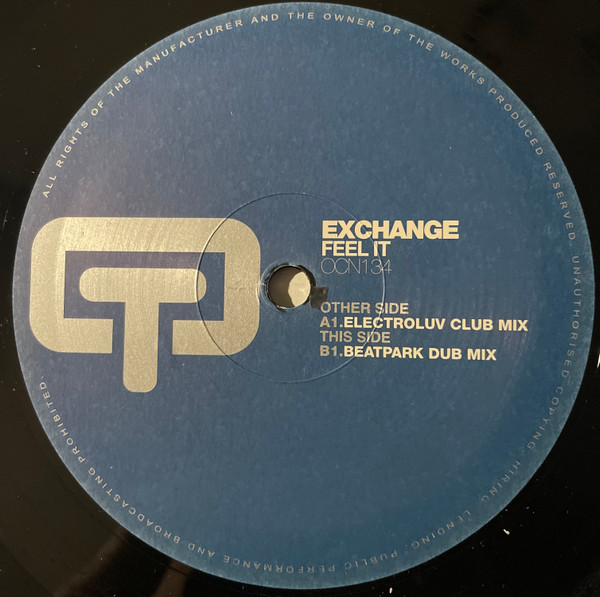 ALL RIGHTS OF THE MANUFACTURER AND THE OWNER OF THE WORKS PRODUCED RESERVED. UNAUTHORISED COPYING, HIRING, LENDING, PUBLIC PERFORMANCE AND BROADCASTING PROHIBITED.
EXCHANGE
FEEL IT
OCN134
OTHER SIDE
A1.ELECTROLUV CLUB MIX
THIS SIDE
B1.BEATPARK DUB MIX